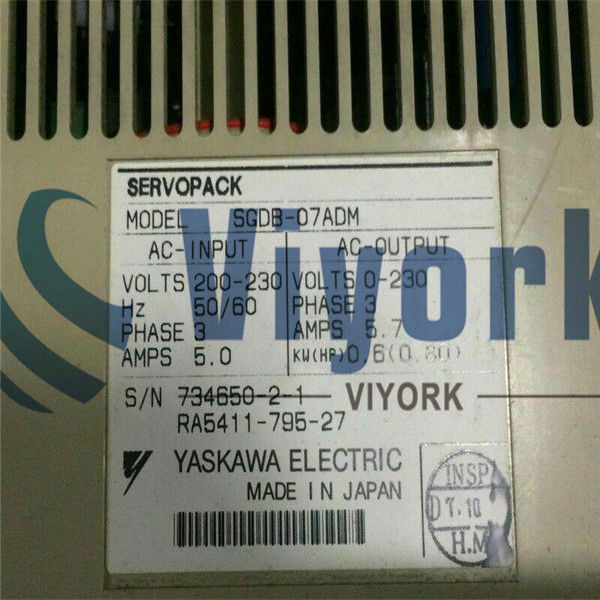 SERVOPACK
MODEL SGDB-07ADM
AC-INPUT AC-OUTPUT
VOLTS 200-230 VOLTS 0-230
Hz 50/60 PHASE 3
PHASE 3 AMPS 5.7
AMPS 5.0 KW(HP) 0.6(0.80)
S/N 734650-2-1
RA5411-795-27
YASKAWA ELECTRIC
MADE IN JAPAN
INSP
D7.10
H.M
Viyork
VIYORK